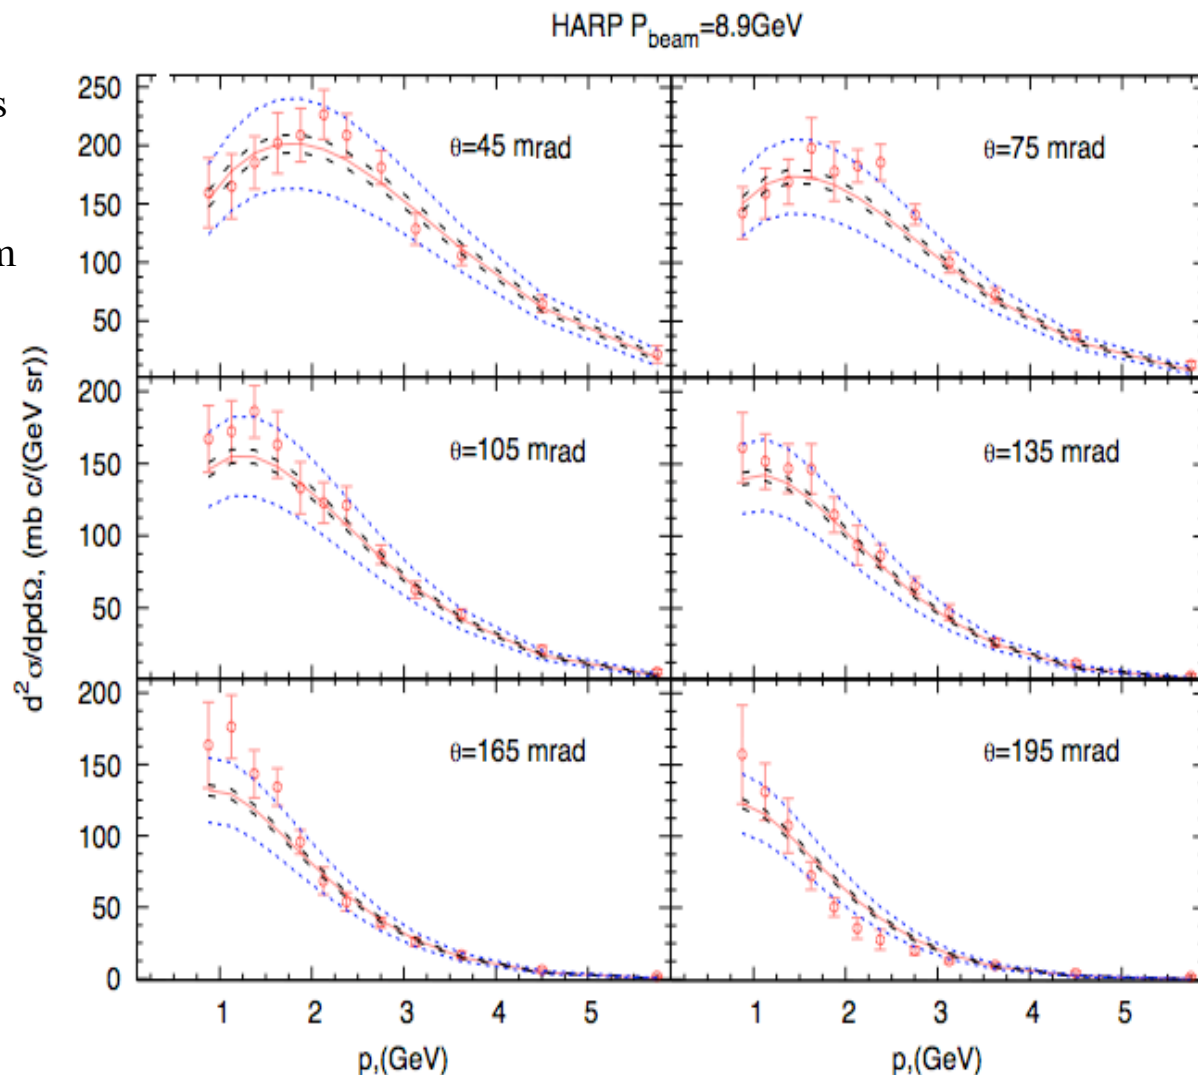 HARP P_beam=8.9GeV
s
m
d² σ/dpdΩ, (mb c/(GeV sr))
250
200
150
100
50
θ=45 mrad
θ=75 mrad
200
150
100
50
θ=105 mrad
θ=135 mrad
200
150
100
50
0
θ=165 mrad
θ=195 mrad
1 2 3 4 5
1 2 3 4 5
p,(GeV)
p,(GeV)